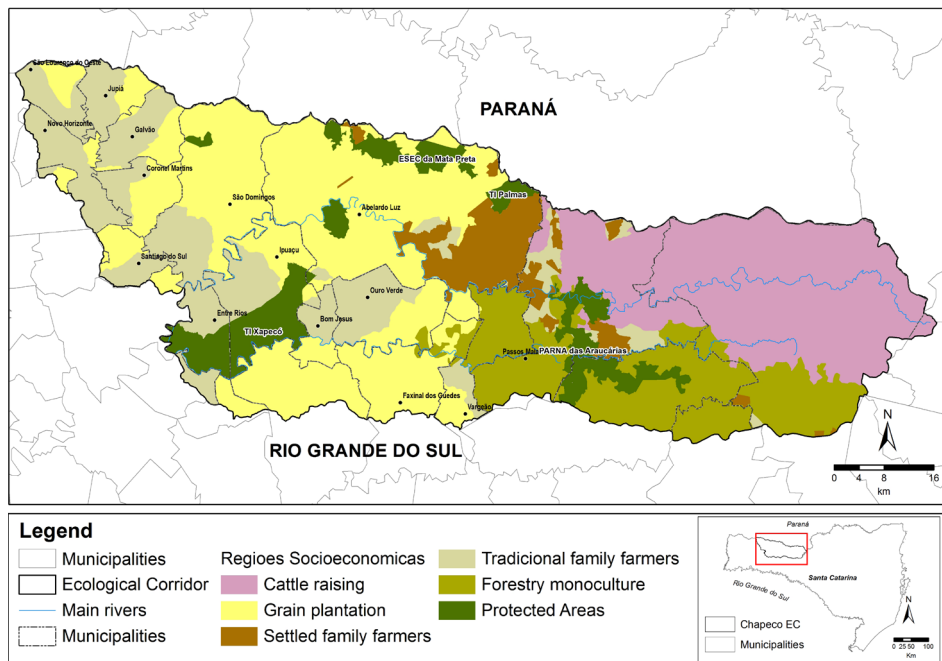 PARANÁ
São Lourenço do Oeste
Jupiá
Novo Horizonte
Galvão
ESEC da Mata Preta
Coronel Martins
TI Palmas
São Domingos
Abelardo Luz
Ipuaçu
Santiago do Sul
Ouro Verde
Entre Rios
TI Xapecó
Bom Jesus
Passos Maia
PARNA das Araucárias
Faxinal dos Guedes
Vargeão
RIO GRANDE DO SUL
N
0 4 8 16
km
Legend
Municipalities
Ecological Corridor
Main rivers
Municipalities
Regioes Socioeconomicas
Cattle raising
Grain plantation
Settled family farmers
Tradicional family farmers
Forestry monoculture
Protected Areas
Paraná
Santa Catarina
Rio Grande do Sul
N
Chapeco EC
Municipalities
0 25 50 100
Km